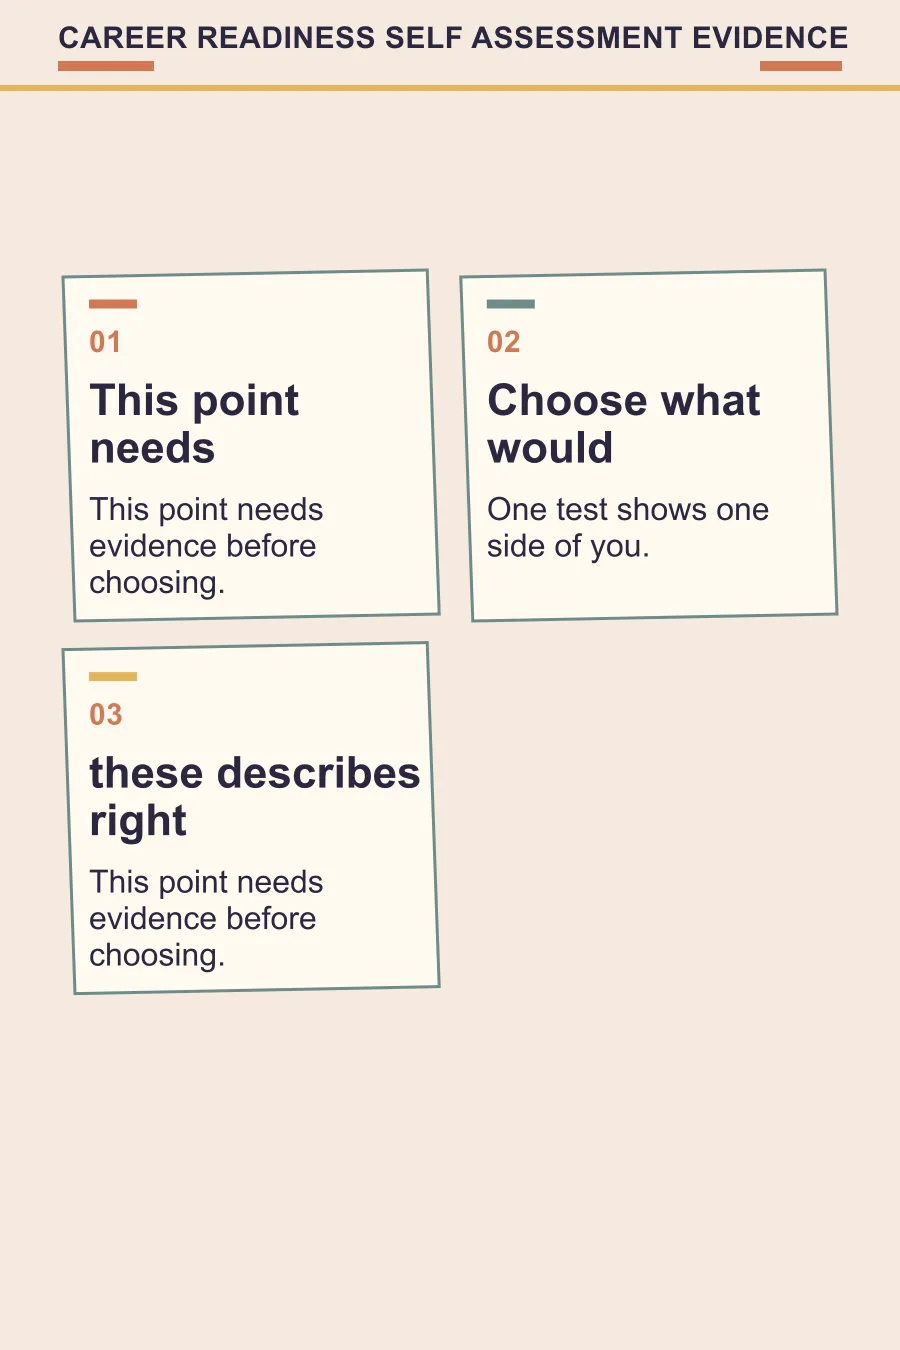 CAREER READINESS SELF ASSESSMENT EVIDENCE
01
This point
needs
This point needs
evidence before
choosing.
02
Choose what
would
One test shows one
side of you.
03
these describes
right
This point needs
evidence before
choosing.